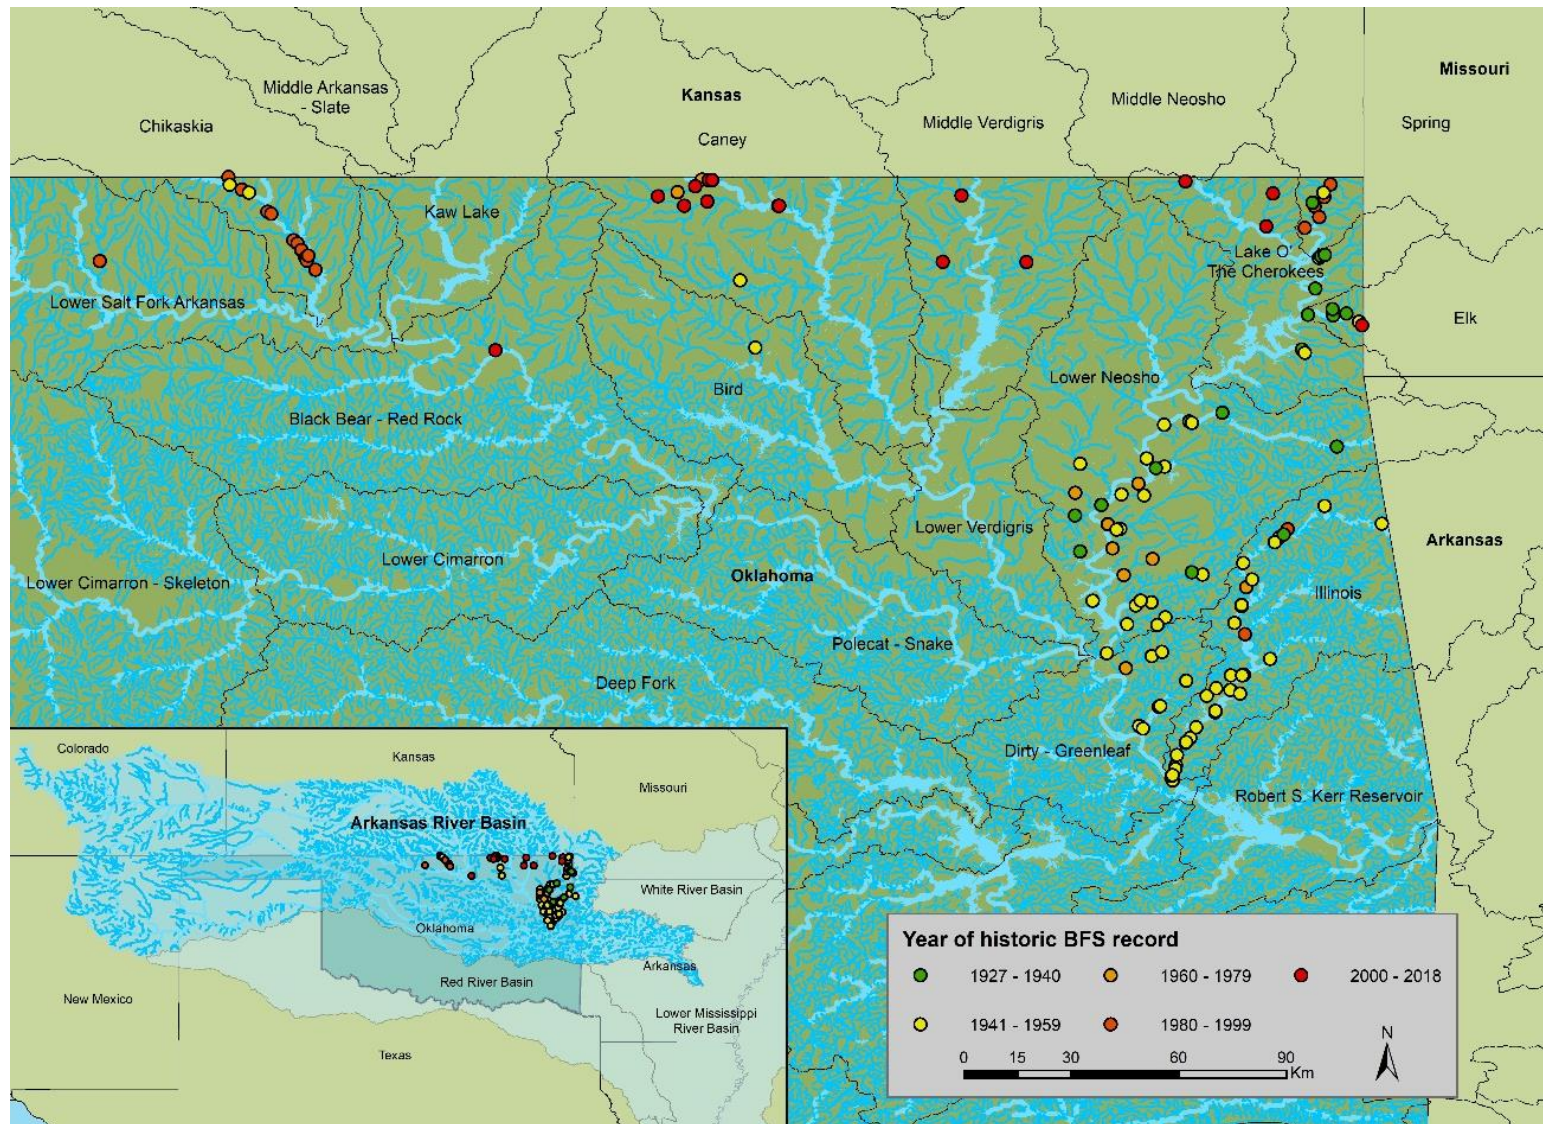 Missouri
Middle Arkansas
- Slate
Kansas
Middle Neosho
Chikaskia
Caney
Middle Verdigris
Spring
Kaw Lake
Lake O'
The Cherokees
Lower Salt Fork Arkansas
Elk
Lower Neosho
Bird
Black Bear - Red Rock
Lower Verdigris
Arkansas
Lower Cimarron
Oklahoma
Lower Cimarron - Skeleton
Illinois
Polecat - Snake
Deep Fork
Dirty - Greenleaf
Robert S. Kerr Reservoir
Colorado
Kansas
Missouri
Arkansas River Basin
White River Basin
Oklahoma
Arkansas
Red River Basin
New Mexico
Lower Mississippi
River Basin
Texas
Year of historic BFS record
1927 - 1940
1960 - 1979
2000 - 2018
1941 - 1959
1980 - 1999
N
0 15 30 60 90
Km